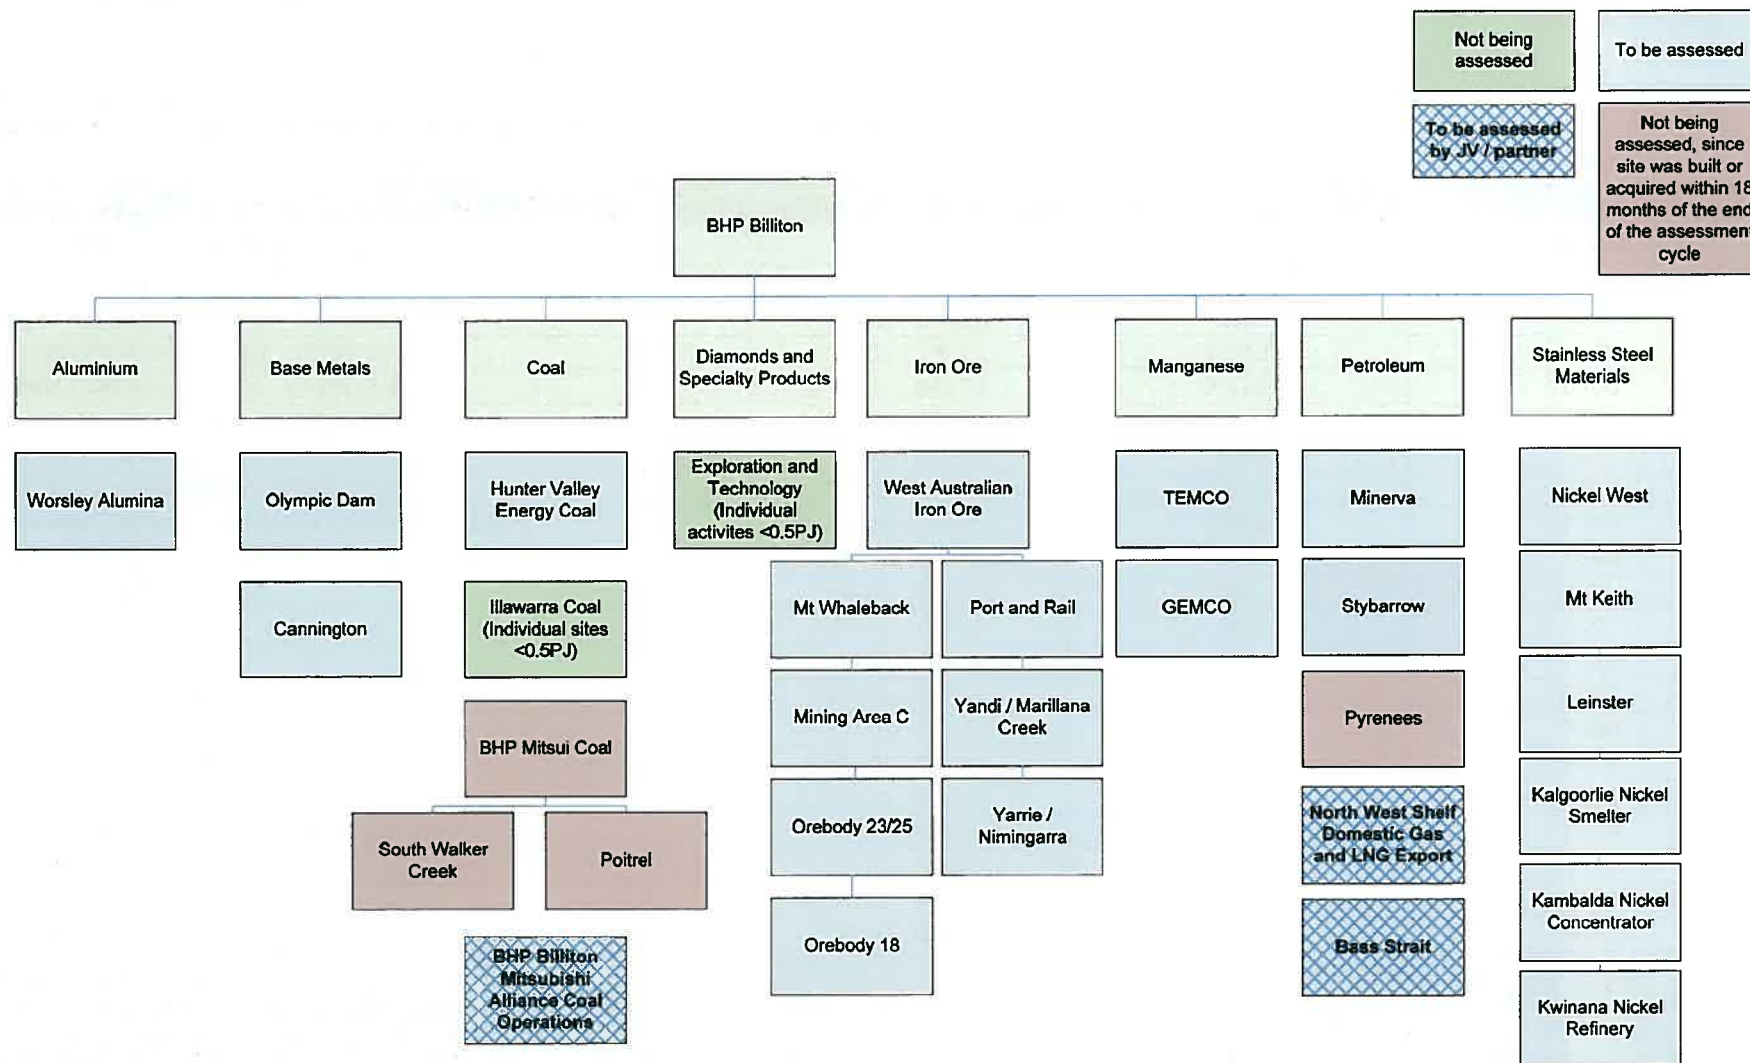 Not being
assessed
To be assessed
To be assessed
by JV / partner
Not being
assessed, since
site was built or
acquired within 18
months of the end
of the assessment
cycle
BHP Billiton
Aluminium
Base Metals
Coal
Diamonds and
Specialty Products
Iron Ore
Manganese
Petroleum
Stainless Steel
Materials
Worsley Alumina
Olympic Dam
Hunter Valley
Energy Coal
Exploration and
Technology
(Individual
activites <0.5PJ)
West Australian
Iron Ore
TEMCO
Minerva
Nickel West
Cannington
Illawarra Coal
(Individual sites
<0.5PJ)
Mt Whaleback
Port and Rail
GEMCO
Stybarrow
Mt Keith
BHP Mitsui Coal
Mining Area C
Yandi / Marillana
Creek
Pyrenees
Leinster
South Walker
Creek
Poitrel
Orebody 23/25
Yarrie /
Nimingarra
North West Shelf
Domestic Gas
and LNG Export
Kalgoorlie Nickel
Smelter
BHP Billiton
Mitsubishi
Alliance Coal
Operations
Orebody 18
Bass Strait
Kambalda Nickel
Concentrator
Kwinana Nickel
Refinery